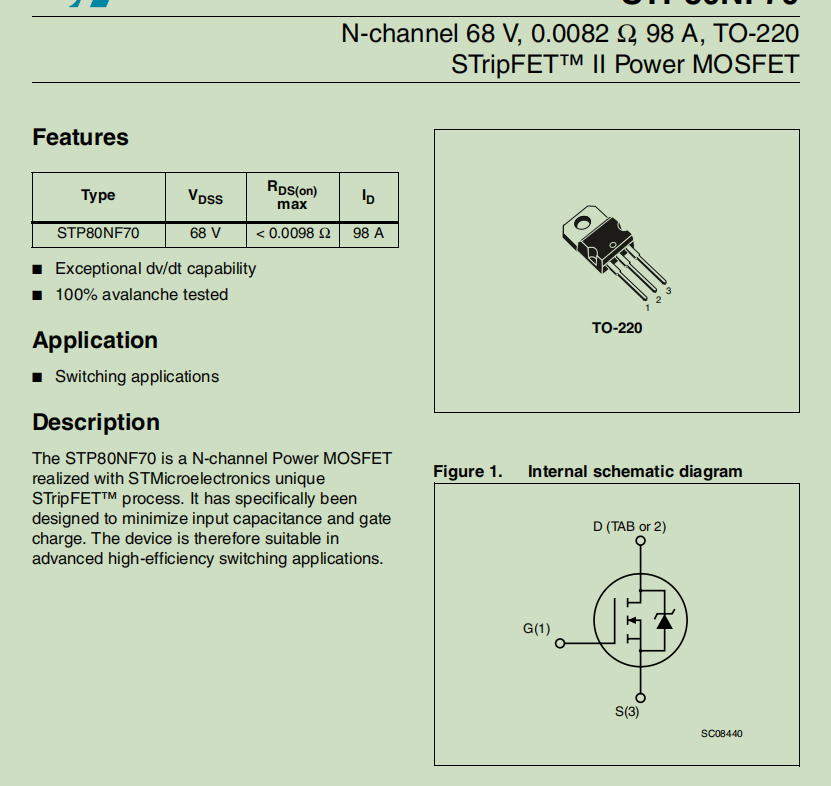 STP80NF70
N-channel 68 V, 0.0082 Ω, 98 A, TO-220
STripFET™ II Power MOSFET
Features
Type VDSS RDS(on) max ID
STP80NF70 68 V < 0.0098 Ω 98 A
■ Exceptional dv/dt capability
■ 100% avalanche tested
Application
■ Switching applications
Description
The STP80NF70 is a N-channel Power MOSFET
realized with STMicroelectronics unique
STripFET™ process. It has specifically been
designed to minimize input capacitance and gate
charge. The device is therefore suitable in
advanced high-efficiency switching applications.
3
2
1
TO-220
Figure 1. Internal schematic diagram
D (TAB or 2)
G(1)
S(3)
SC08440